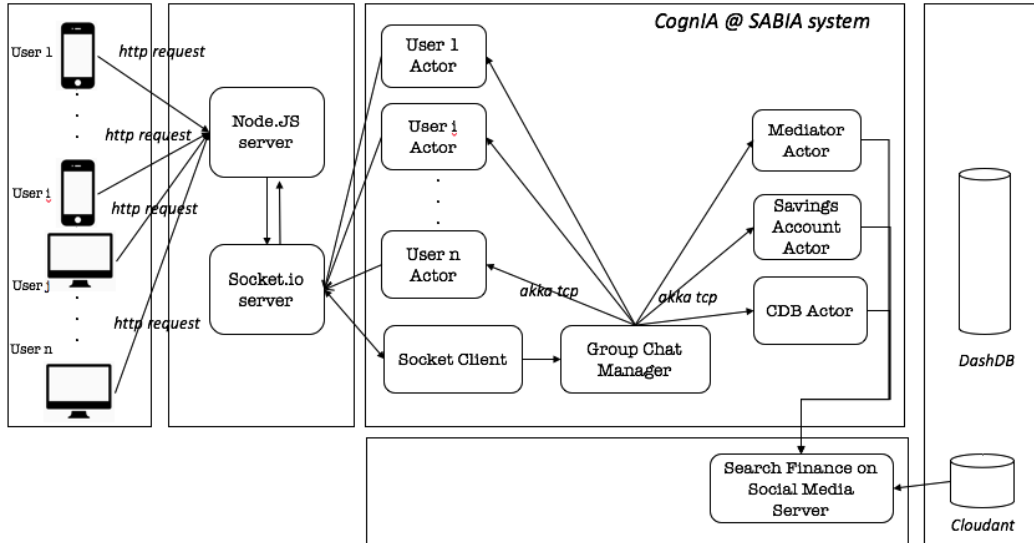 CognIA @ SABIA system
User 1
http request
User i
http request
http request
User j
http request
User n
Node.JS
server
Socket.io
server
User 1
Actor
User i
Actor
User n
Actor
akka tcp
Socket Client
Group Chat
Manager
akka tcp
Mediator
Actor
Savings
Account
Actor
CDB Actor
Search Finance on
Social Media
Server
DashDB
Cloudant